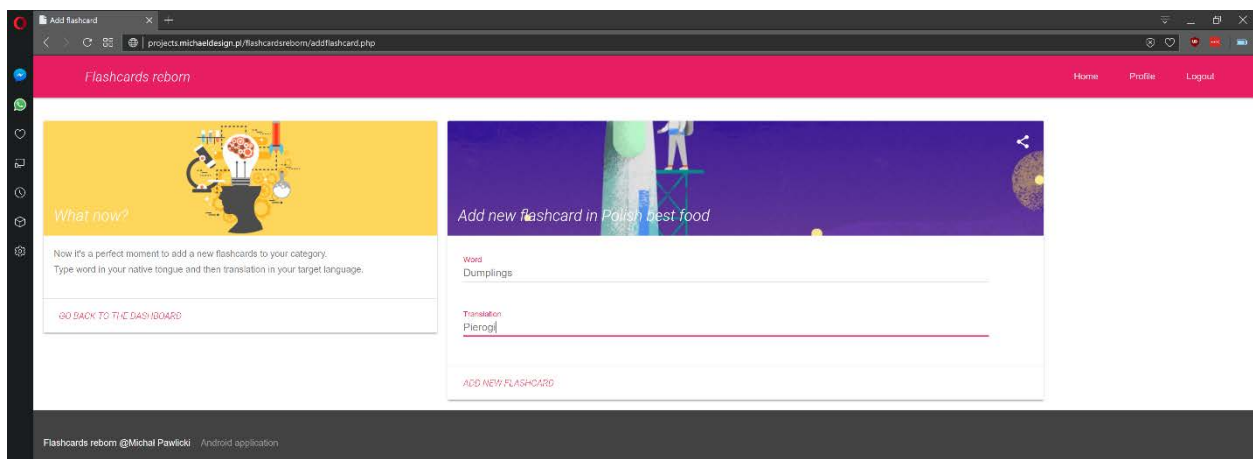 Add flashcard
projects.michaeldesign.pl/flashcardsreborn/addflashcard.php
Flashcards reborn
Home Profile Logout
What now?
Now it's a perfect moment to add a new flashcards to your category.
Type word in your native tongue and then translation in your target language.
GO BACK TO THE DASHBOARD
Add new flashcard in Polish best food
Word
Dumplings
Translation
Pierogi
ADD NEW FLASHCARD
Flashcards reborn @Michal Pawlicki Android application